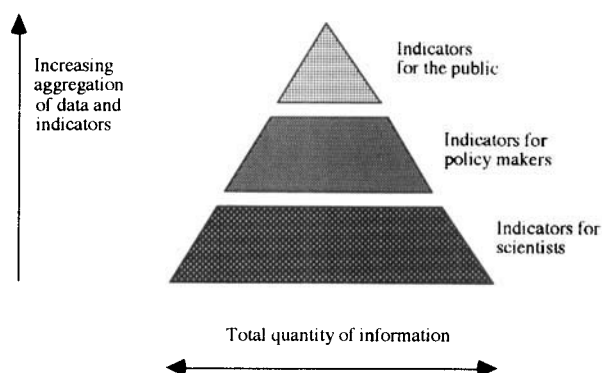 Increasing
aggregation
of data and
indicators
Indicators
for the public
Indicators for
policy makers
Indicators for
scientists
Total quantity of information